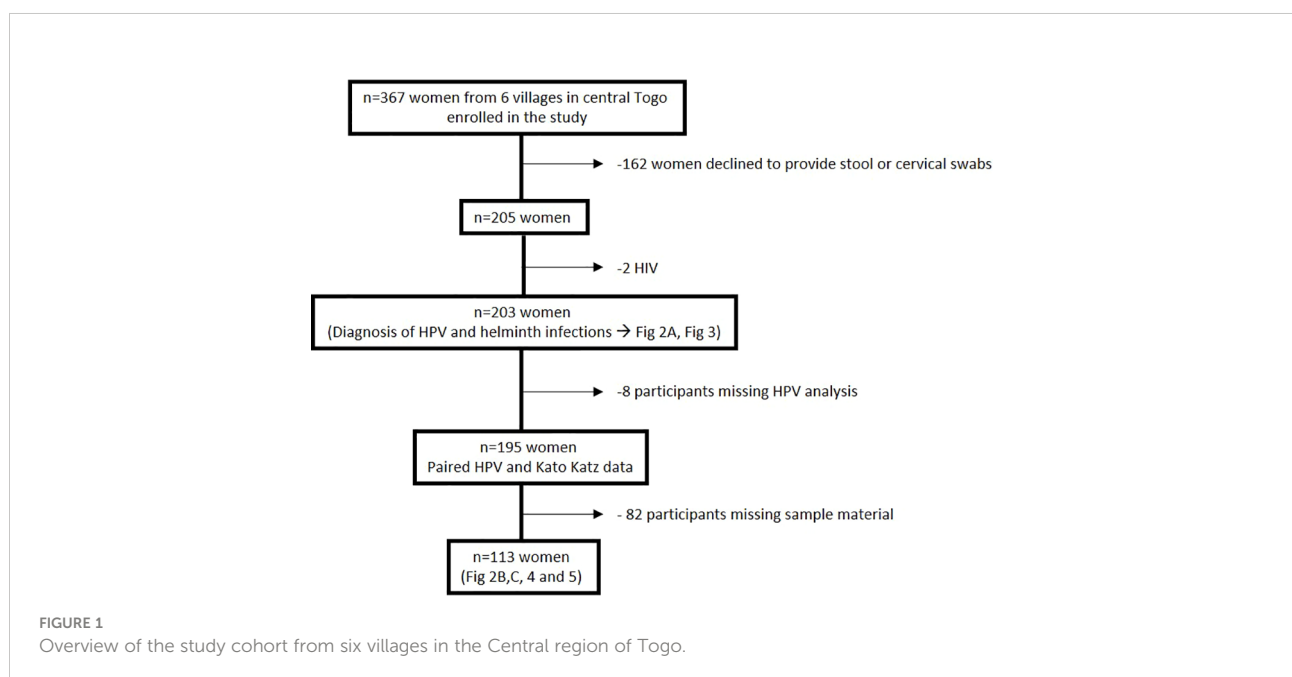 n=367 women from 6 villages in central Togo
enrolled in the study
-162 women declined to provide stool or cervical swabs
n=205 women
-2 HIV
n=203 women
(Diagnosis of HPV and helminth infections → Fig 2A, Fig 3)
-8 participants missing HPV analysis
n=195 women
Paired HPV and Kato Katz data
- 82 participants missing sample material
n=113 women
(Fig 2B,C, 4 and 5)
FIGURE 1
Overview of the study cohort from six villages in the Central region of Togo.